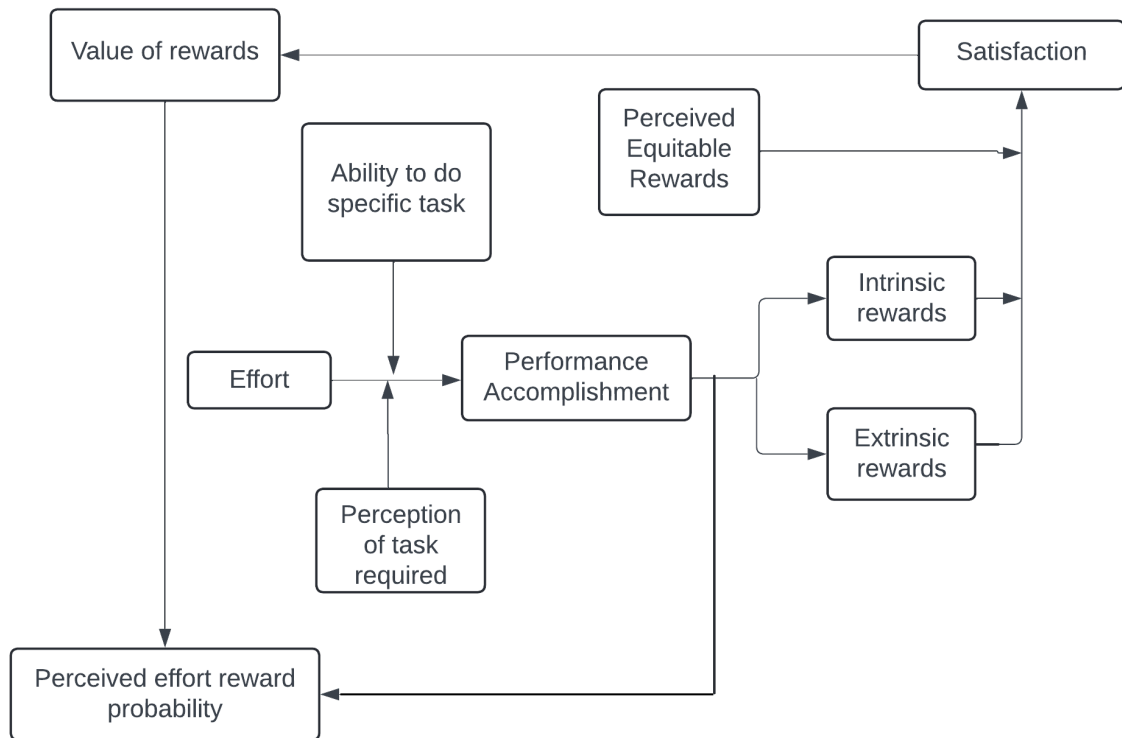 Value of rewards
Satisfaction
Perceived
Equitable
Rewards
Ability to do
specific task
Intrinsic
rewards
Effort
Performance
Accomplishment
Extrinsic
rewards
Perception
of task
required
Perceived effort reward
probability